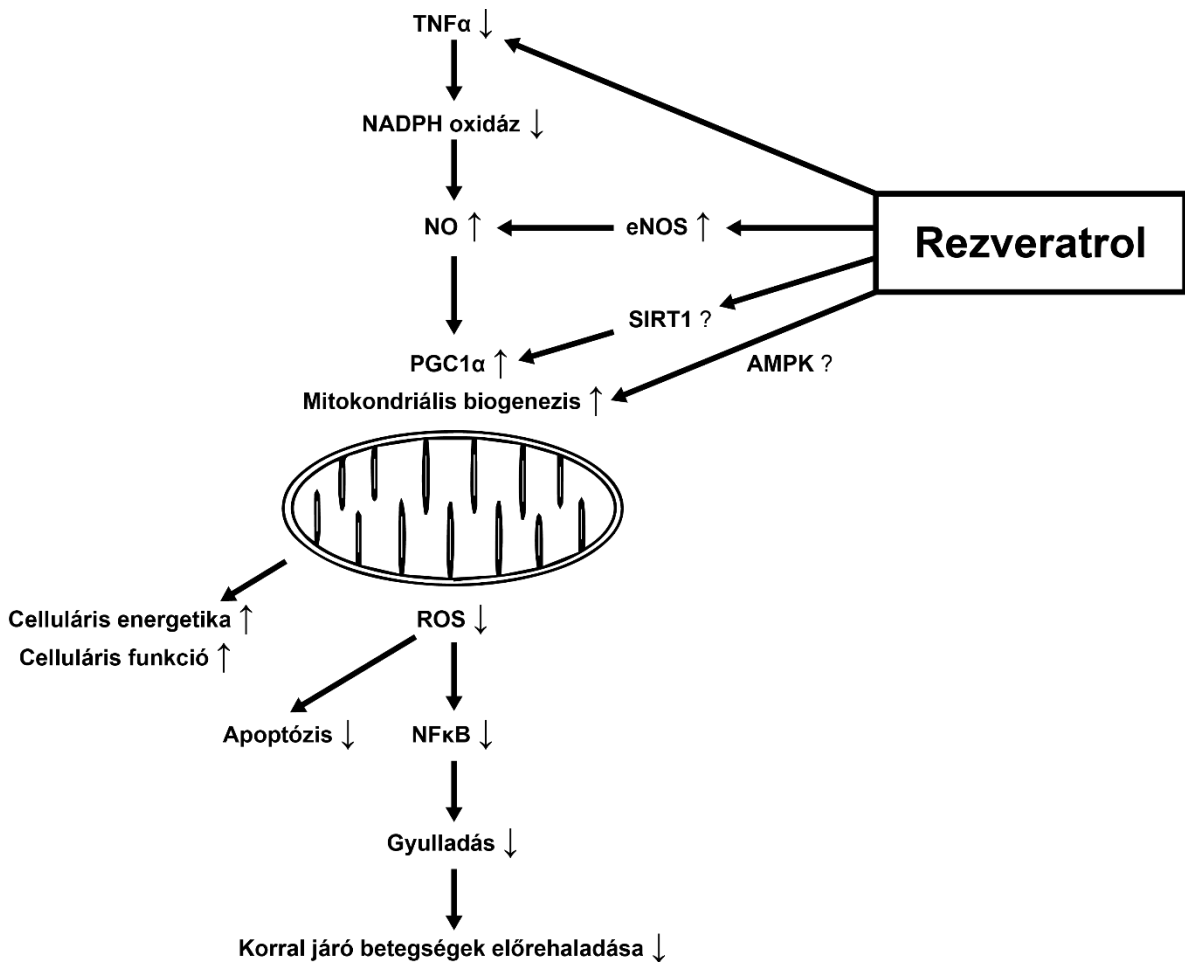 TNFα ↓
NADPH oxidáz ↓
NO ↑
eNOS ↑
Rezveratrol
SIRT1 ?
PGC1α ↑
AMPK ?
Mitokondriális biogenezis ↑
Celluláris energetika ↑
Celluláris funkció ↑
ROS ↓
Apoptózis ↓
NFκB ↓
Gyulladás ↓
Korral járó betegségek előrehaladása ↓